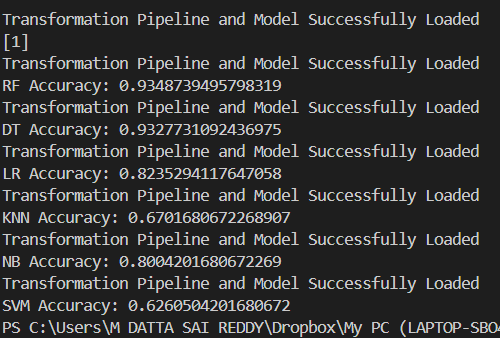 Transformation Pipeline and Model Successfully Loaded
[1]
Transformation Pipeline and Model Successfully Loaded
RF Accuracy: 0.9348739495798319
Transformation Pipeline and Model Successfully Loaded
DT Accuracy: 0.9327731092436975
Transformation Pipeline and Model Successfully Loaded
LR Accuracy: 0.8235294117647058
Transformation Pipeline and Model Successfully Loaded
KNN Accuracy: 0.6701680672268907
Transformation Pipeline and Model Successfully Loaded
NB Accuracy: 0.8004201680672269
Transformation Pipeline and Model Successfully Loaded
SVM Accuracy: 0.6260504201680672
PS C:\Users\M DATTA SAI REDDY\Dropbox\My PC (LAPTOP-SBO4